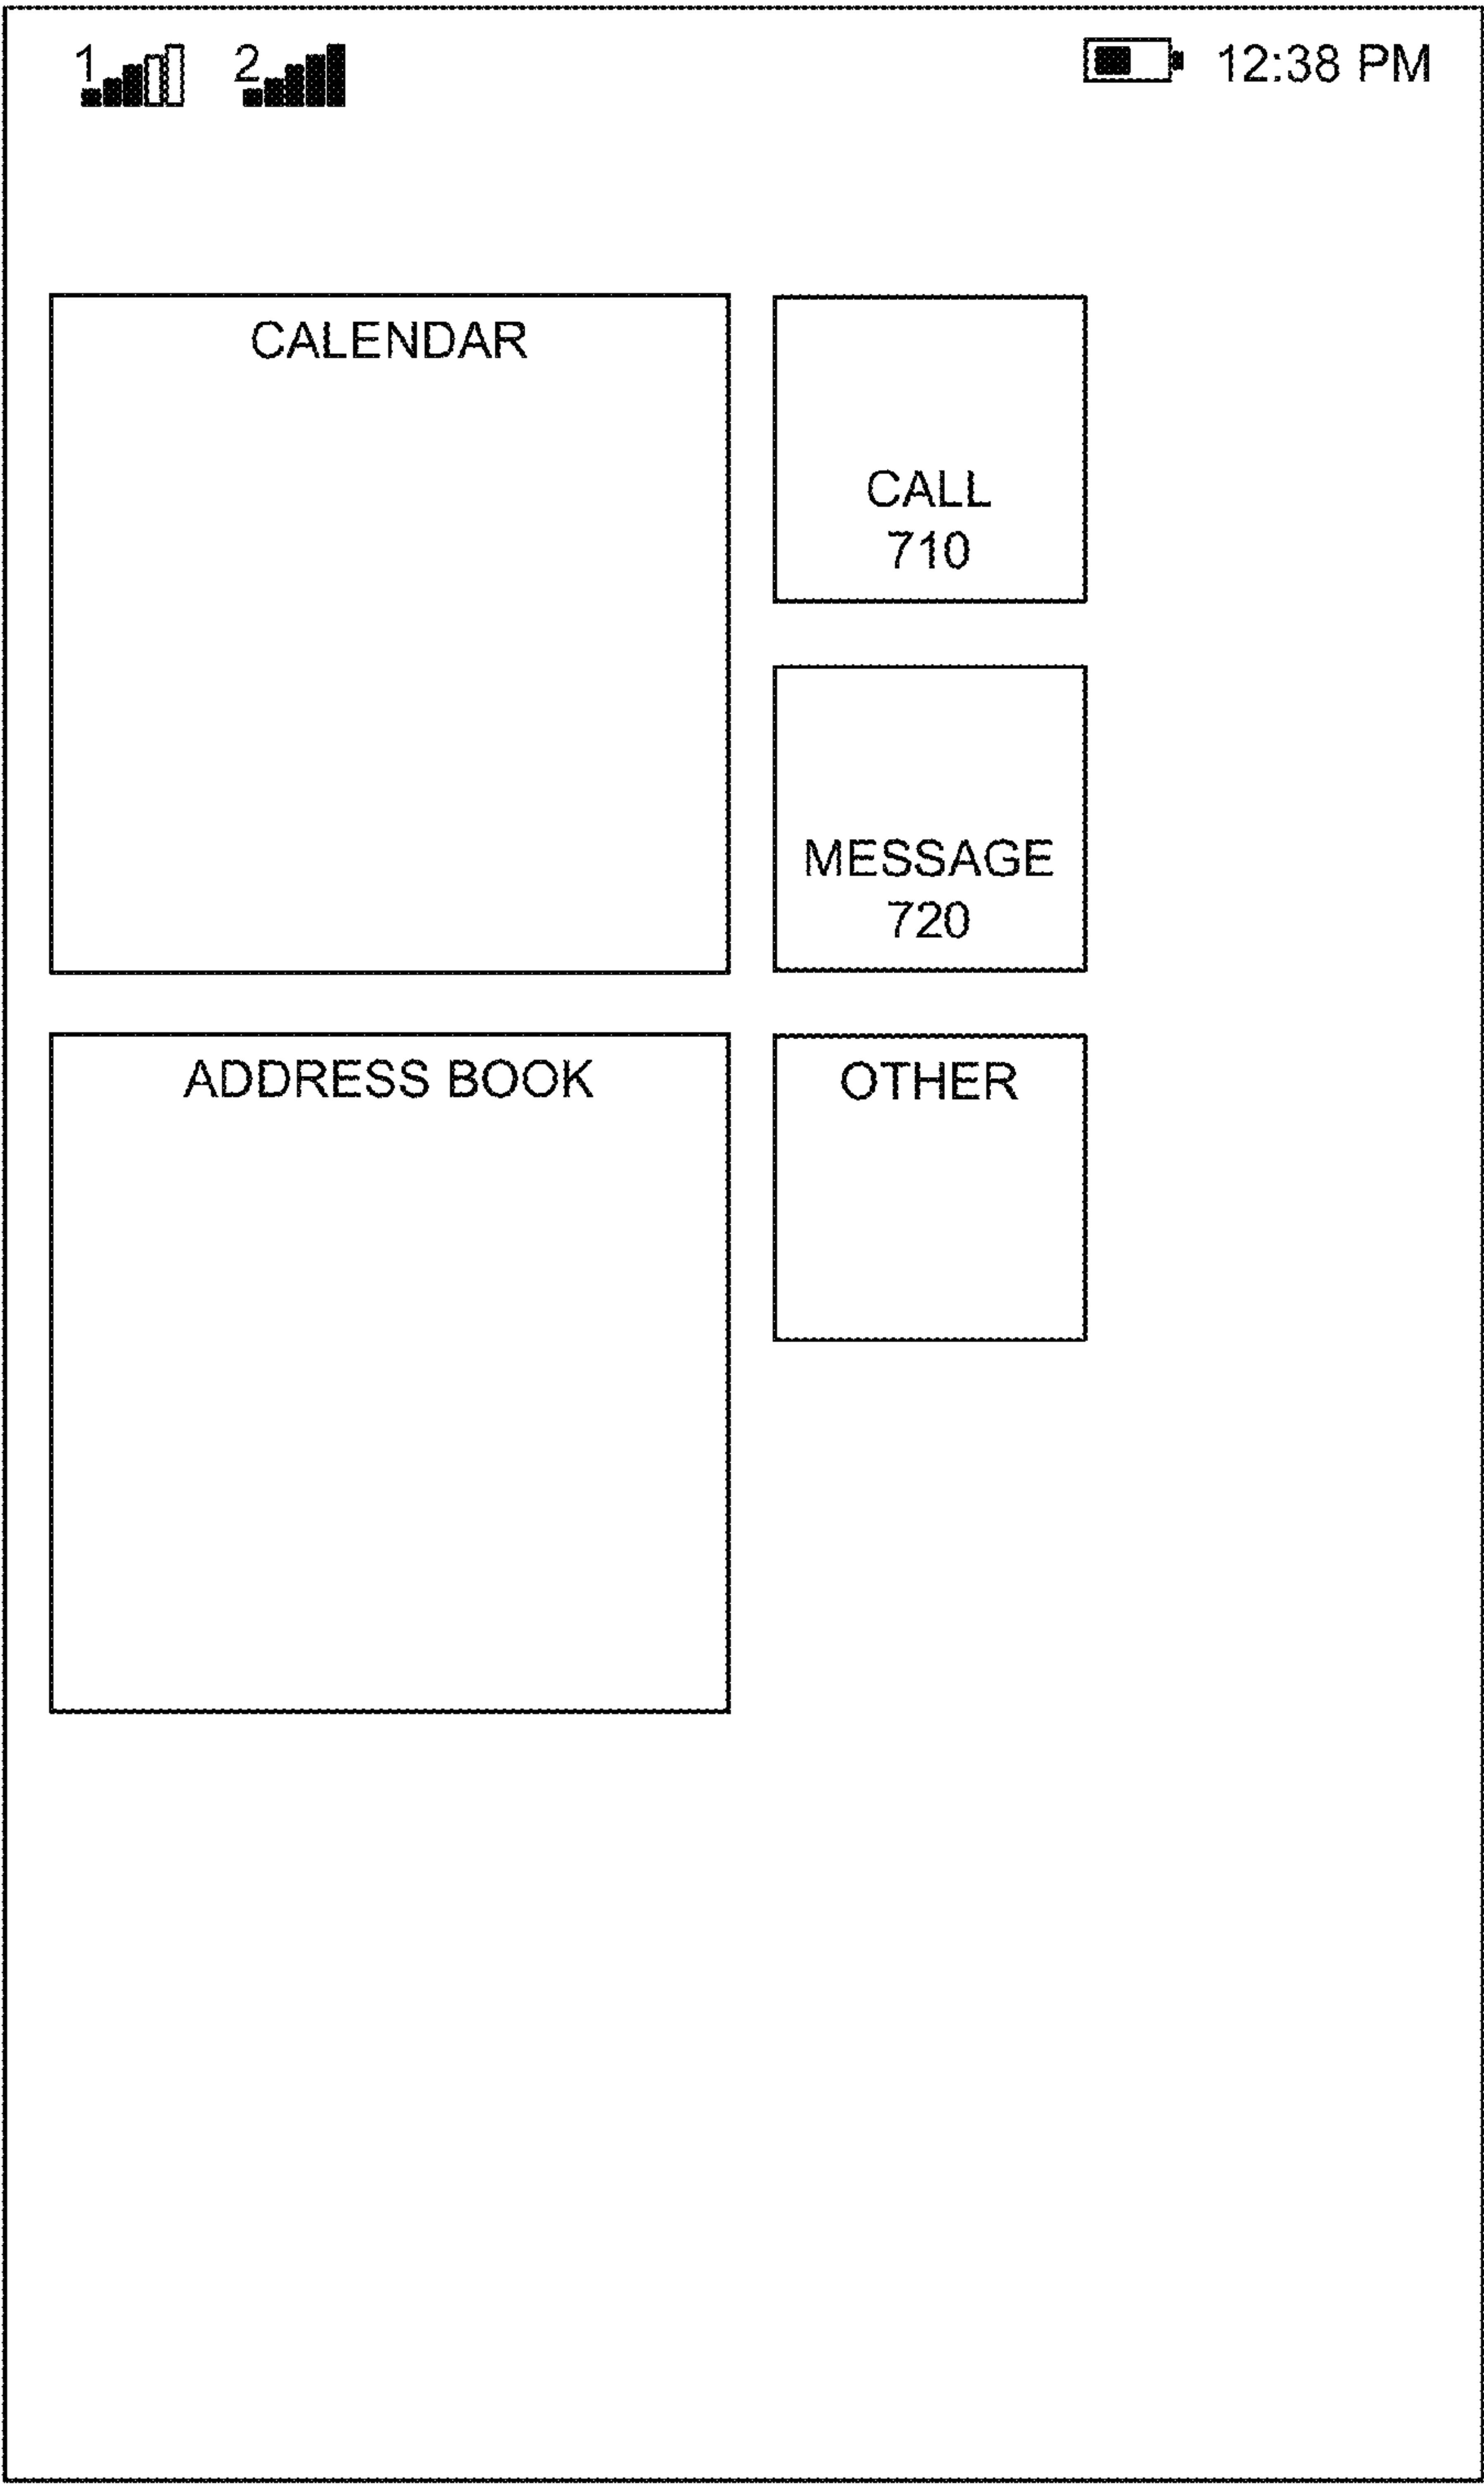 1 2 12:38 PM
CALENDAR
CALL
710
MESSAGE
720
ADDRESS BOOK
OTHER